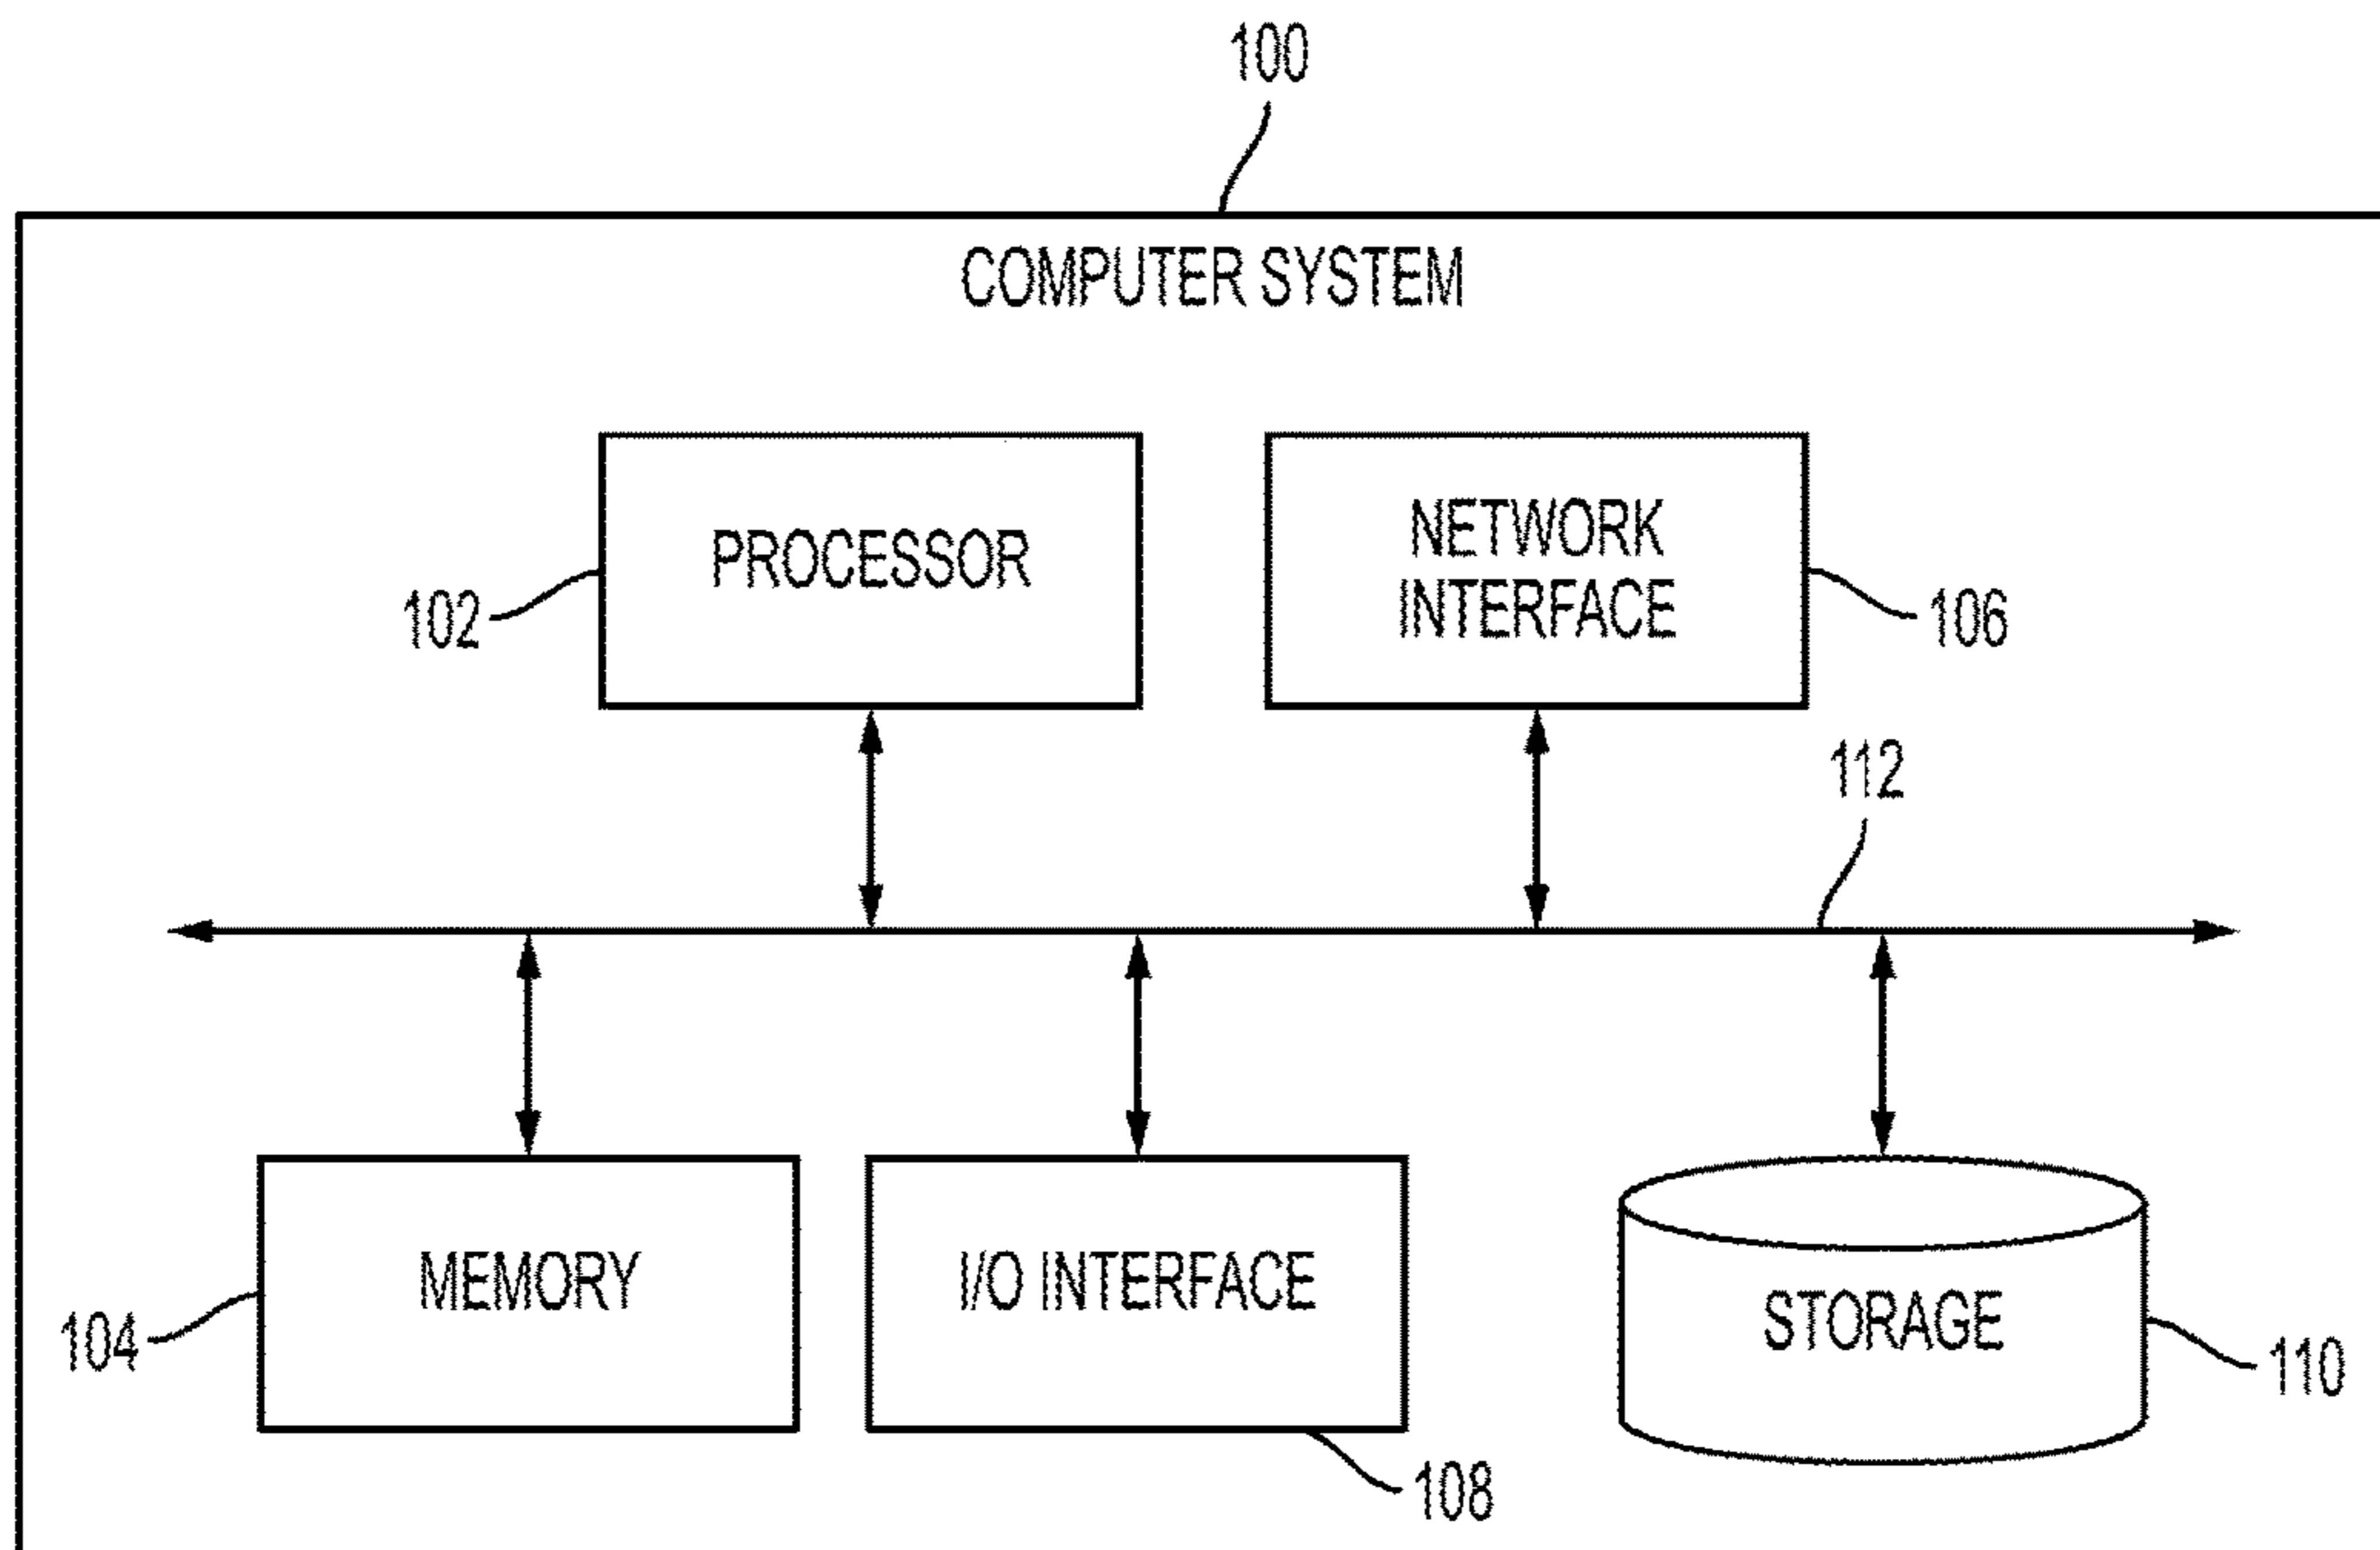 100
COMPUTER SYSTEM
PROCESSOR
102
NETWORK
INTERFACE
106
112
MEMORY
104
I/O INTERFACE
108
STORAGE
110